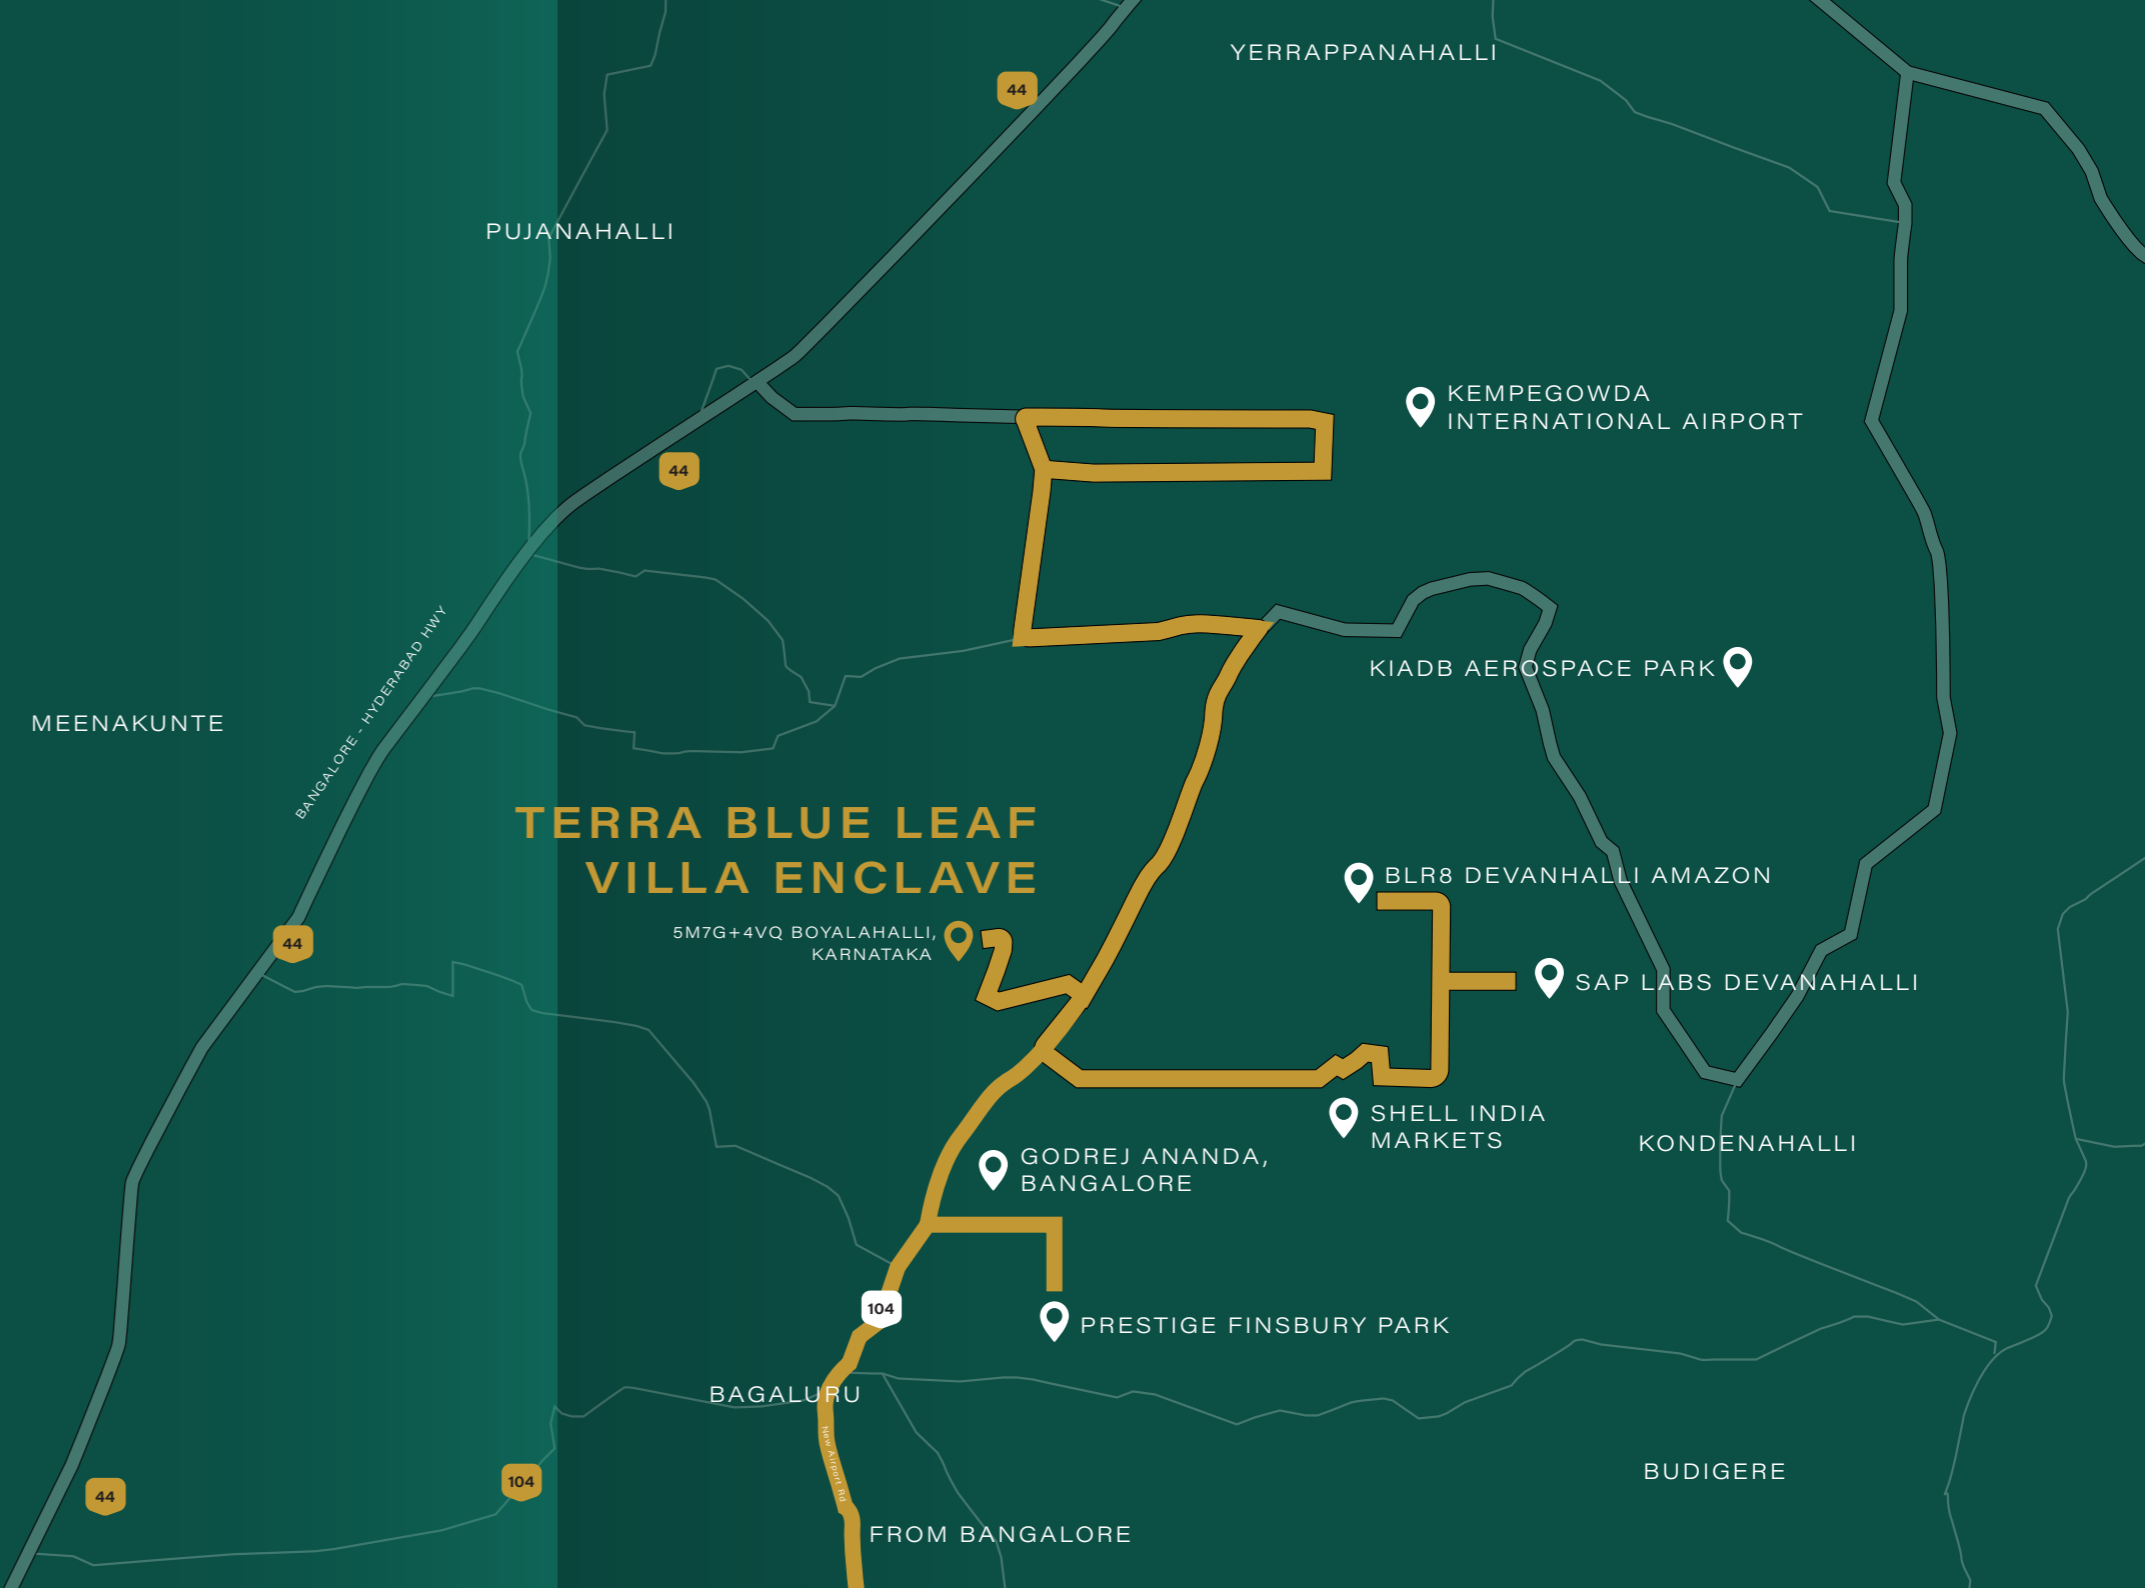 YERRAPPANAHALLI
44
PUJANAHALLI
KEMPEGOWDA
INTERNATIONAL AIRPORT
44
BANGALORE - HYDERABAD HWY
KIADB AEROSPACE PARK
MEENAKUNTE
TERRA BLUE LEAF
VILLA ENCLAVE
5M7G+4VQ BOYALAHALLI,
KARNATAKA
BLR8 DEVANHALLI AMAZON
44
SAP LABS DEVANAHALLI
SHELL INDIA
MARKETS
KONDENAHALLI
GODREJ ANANDA,
BANGALORE
104
PRESTIGE FINSBURY PARK
BAGALURU
New Airport Rd
BUDIGERE
104
44
FROM BANGALORE